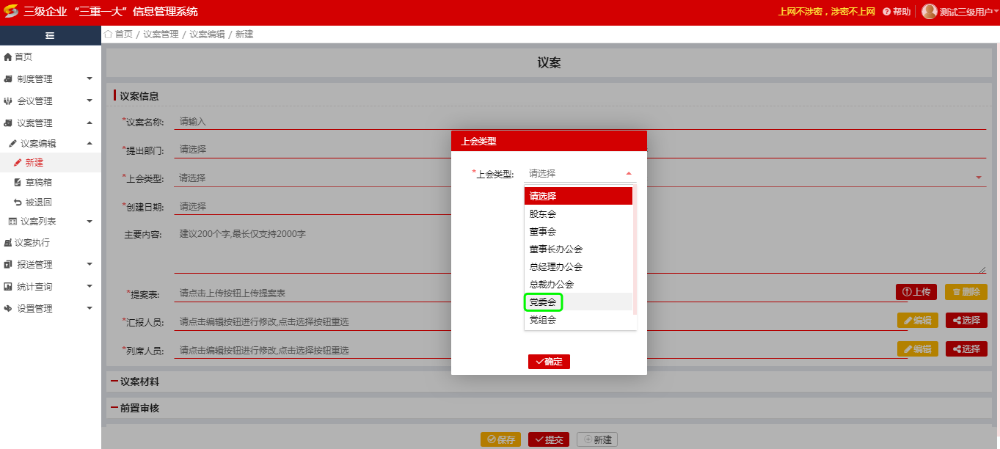 三级企业 “三重一大” 信息管理系统
上网不涉密，涉密不上网 帮助 测试三级用户
首页 / 议案管理 / 议案编辑 / 新建
首页
制度管理
会议管理
议案管理
议案编辑
新建
草稿箱
被退回
议案列表
议案执行
报送管理
统计查询
设置管理
议案
议案信息
*议案名称: 请输入
*提出部门: 请选择
*上会类型: 请选择
*创建日期: 请选择
主要内容: 建议200个字,最长仅支持2000字
*提案表: 请点击上传按钮上传提案表 上传 删除
*汇报人员: 请点击编辑按钮进行修改,点击选择按钮重选 编辑 选择
*列席人员: 请点击编辑按钮进行修改,点击选择按钮重选 编辑 选择
议案材料
前置审核
保存 提交 新建
上会类型
*上会类型: 请选择
请选择
股东会
董事会
董事长办公会
总经理办公会
总裁办公会
党委会
党组会
确定